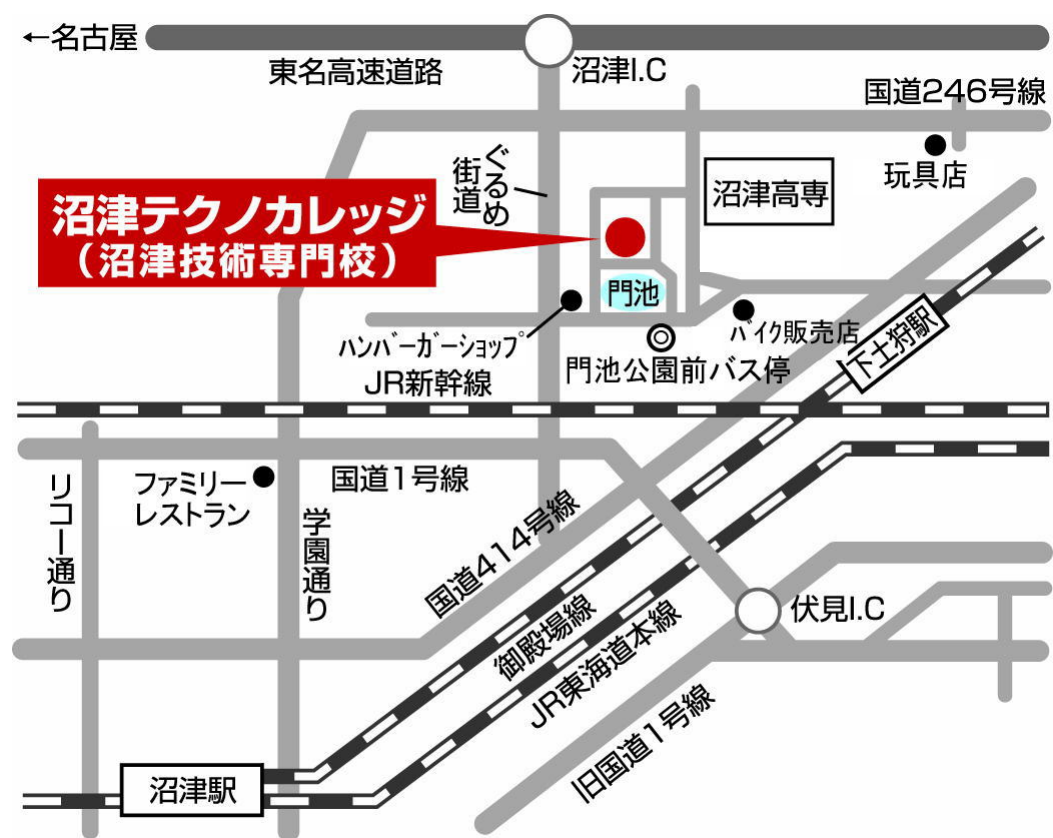 ←名古屋
東名高速道路
沼津I.C
国道246号線
玩具店
ぐるめ
街道
沼津高専
沼津テクノカレッジ
(沼津技術専門校)
門池
ハンバーガーショップ
バイク販売店
門池公園前バス停
下土狩駅
JR新幹線
国道1号線
ファミリー
レストラン
リコー通り
学園通り
国道414号線
御殿場線
JR東海道本線
伏見I.C
旧国道1号線
沼津駅